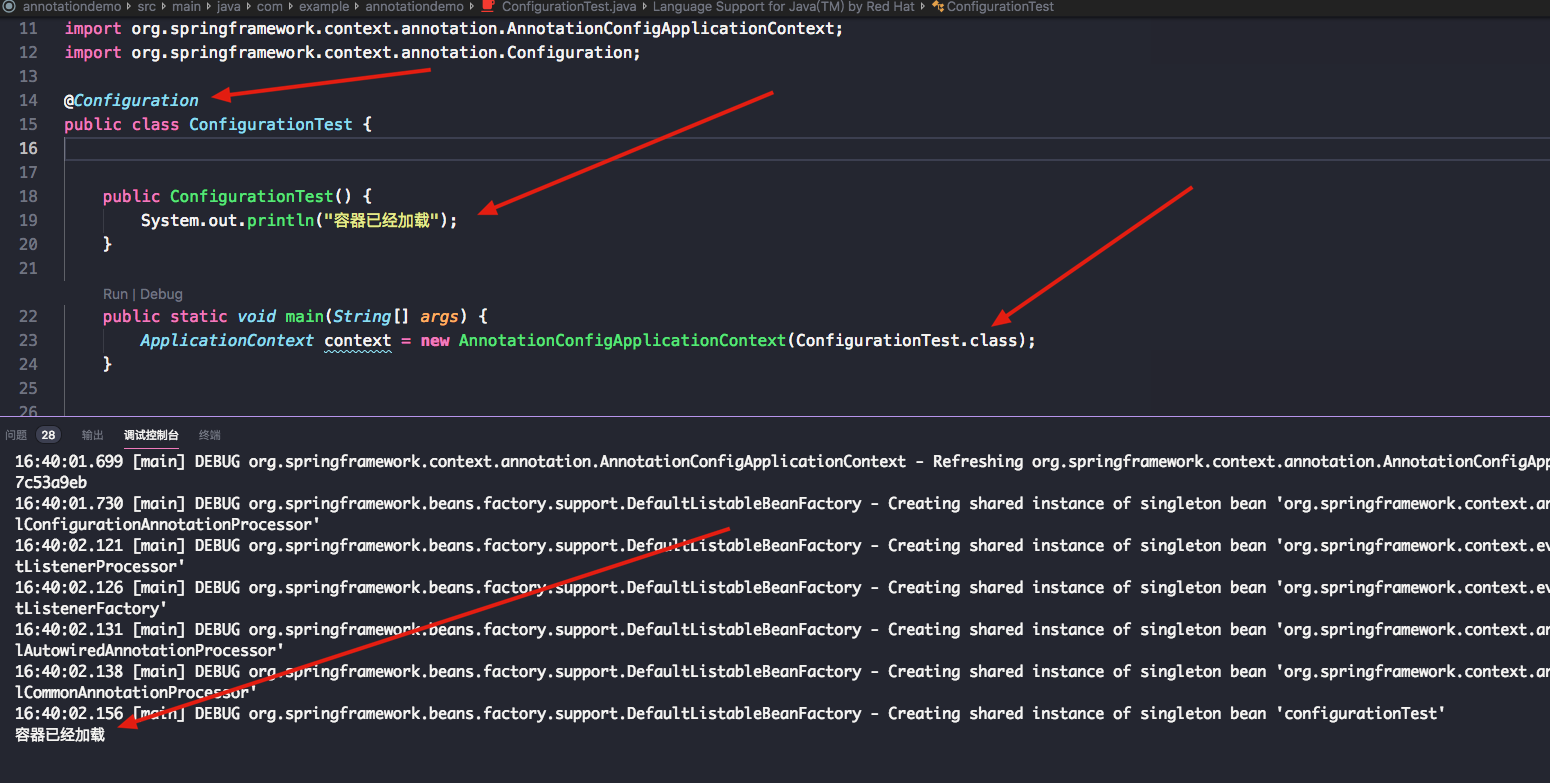 annotationdemo › src › main › java › com › example › annotationdemo › ConfigurationTest.java › Language Support for Java(TM) by Red Hat › ConfigurationTest
11 import org.springframework.context.annotation.AnnotationConfigApplicationContext;
12 import org.springframework.context.annotation.Configuration;
13
14 @Configuration
15 public class ConfigurationTest {
16
17
18 public ConfigurationTest() {
19 System.out.println("容器已经加载");
20 }
21
Run | Debug
22 public static void main(String[] args) {
23 ApplicationContext context = new AnnotationConfigApplicationContext(ConfigurationTest.class);
24 }
25
26
问题 28 输出 调试控制台 终端
16:40:01.699 [main] DEBUG org.springframework.context.annotation.AnnotationConfigApplicationContext - Refreshing org.springframework.context.annotation.AnnotationConfigApp
7c53a9eb
16:40:01.730 [main] DEBUG org.springframework.beans.factory.support.DefaultListableBeanFactory - Creating shared instance of singleton bean 'org.springframework.context.an
lConfigurationAnnotationProcessor'
16:40:02.121 [main] DEBUG org.springframework.beans.factory.support.DefaultListableBeanFactory - Creating shared instance of singleton bean 'org.springframework.context.ev
tListenerProcessor'
16:40:02.126 [main] DEBUG org.springframework.beans.factory.support.DefaultListableBeanFactory - Creating shared instance of singleton bean 'org.springframework.context.ev
tListenerFactory'
16:40:02.131 [main] DEBUG org.springframework.beans.factory.support.DefaultListableBeanFactory - Creating shared instance of singleton bean 'org.springframework.context.an
lAutowiredAnnotationProcessor'
16:40:02.138 [main] DEBUG org.springframework.beans.factory.support.DefaultListableBeanFactory - Creating shared instance of singleton bean 'org.springframework.context.an
lCommonAnnotationProcessor'
16:40:02.156 [main] DEBUG org.springframework.beans.factory.support.DefaultListableBeanFactory - Creating shared instance of singleton bean 'configurationTest'
容器已经加载